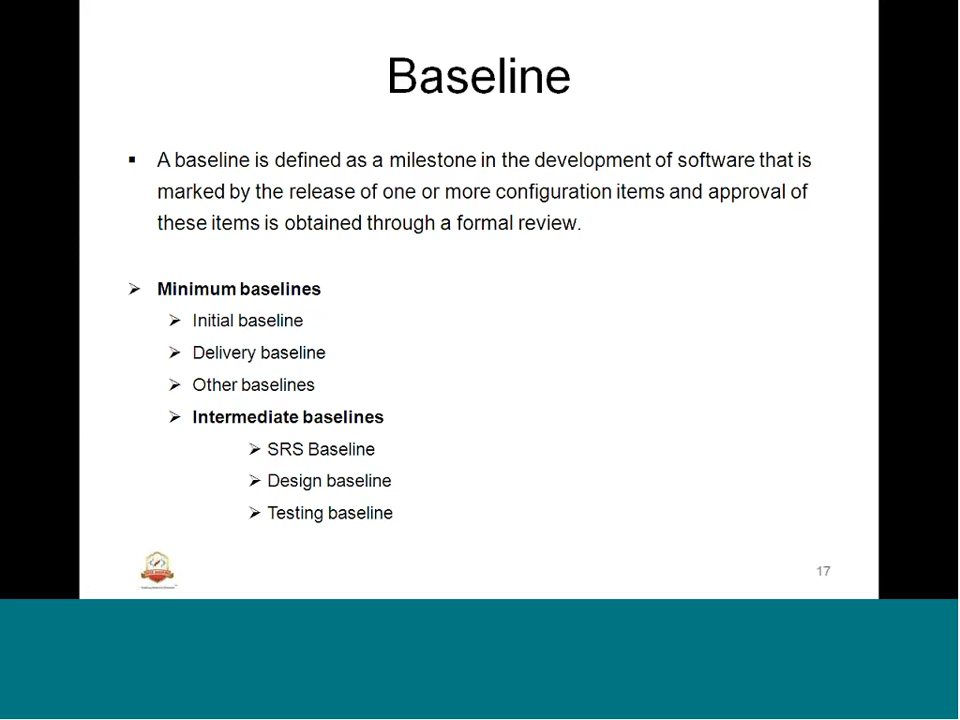 Baseline
A baseline is defined as a milestone in the development of software that is
marked by the release of one or more configuration items and approval of
these items is obtained through a formal review.
Minimum baselines
Initial baseline
Delivery baseline
Other baselines
Intermediate baselines
SRS Baseline
Design baseline
Testing baseline
17